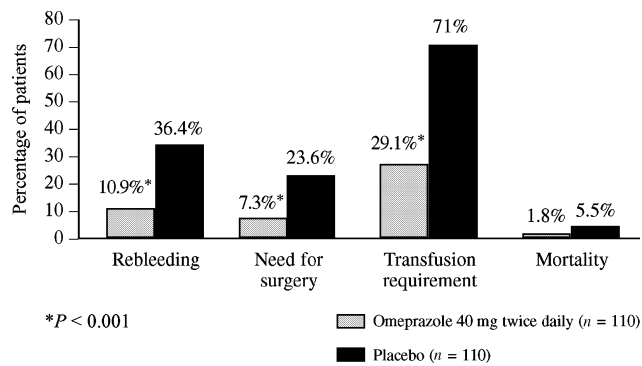 Percentage of patients
80
70
60
50
40
30
20
10
0
10.9%*
36.4%
7.3%*
23.6%
29.1%*
71%
1.8%
5.5%
Rebleeding
Need for
surgery
Transfusion
requirement
Mortality
*P < 0.001
Omeprazole 40 mg twice daily (n = 110)
Placebo (n = 110)